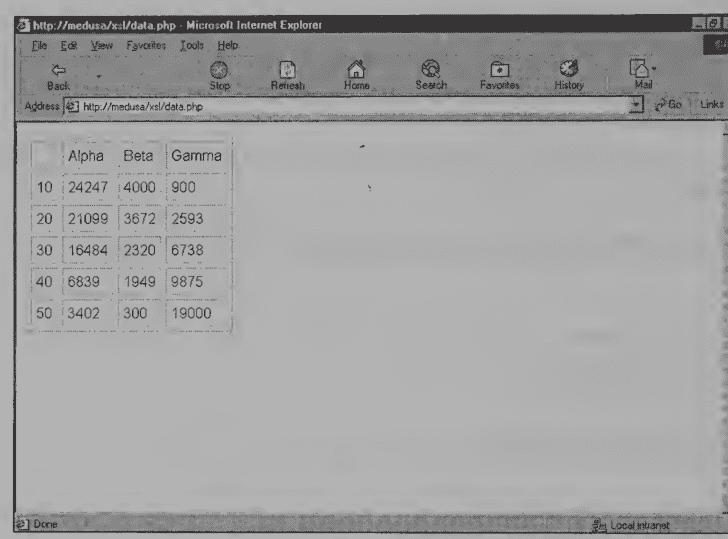 http://medusa/xsl/data.php - Microsoft Internet Explorer
File Edit View Favorites Tools Help
Back Stop Refresh Home Search Favorites History Mail
Address http://medusa/xsl/data.php Go Links
Alpha Beta Gamma
10 24247 4000 900
20 21099 3672 2593
30 16484 2320 6738
40 6839 1949 9875
50 3402 300 19000
Done Local intranet